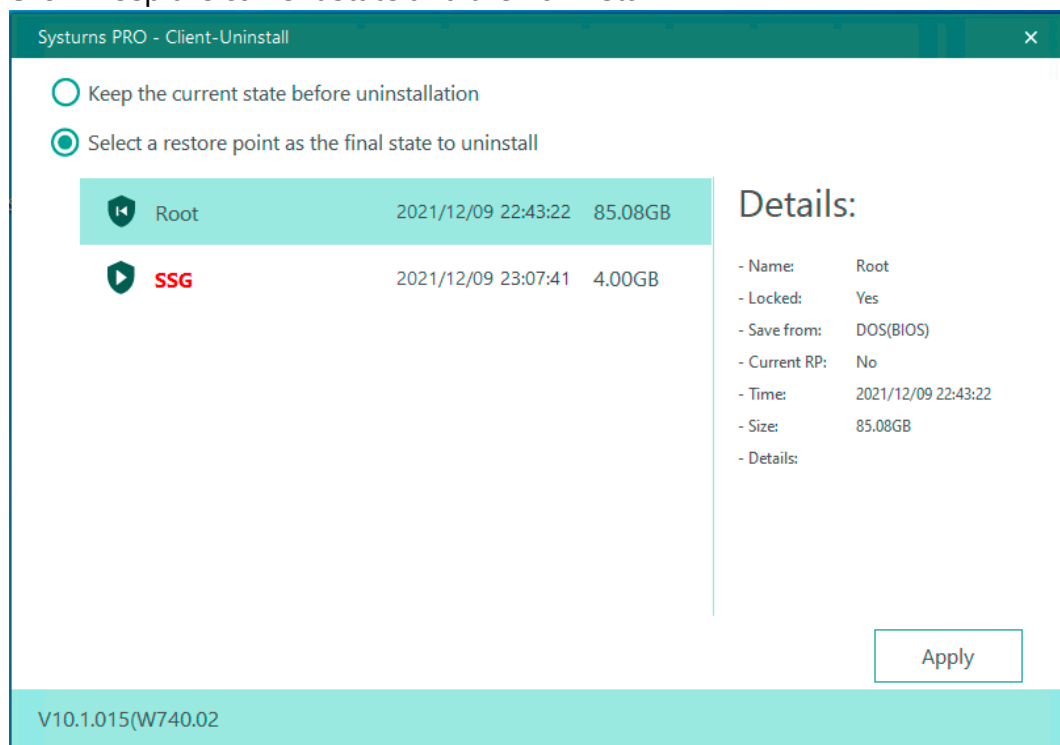 Systurns PRO - Client-Uninstall
Keep the current state before uninstallation
Select a restore point as the final state to uninstall
Root 2021/12/09 22:43:22 85.08GB
SSG 2021/12/09 23:07:41 4.00GB
Details:
- Name: Root
- Locked: Yes
- Save from: DOS(BIOS)
- Current RP: No
- Time: 2021/12/09 22:43:22
- Size: 85.08GB
- Details:
Apply
V10.1.015(W740.02